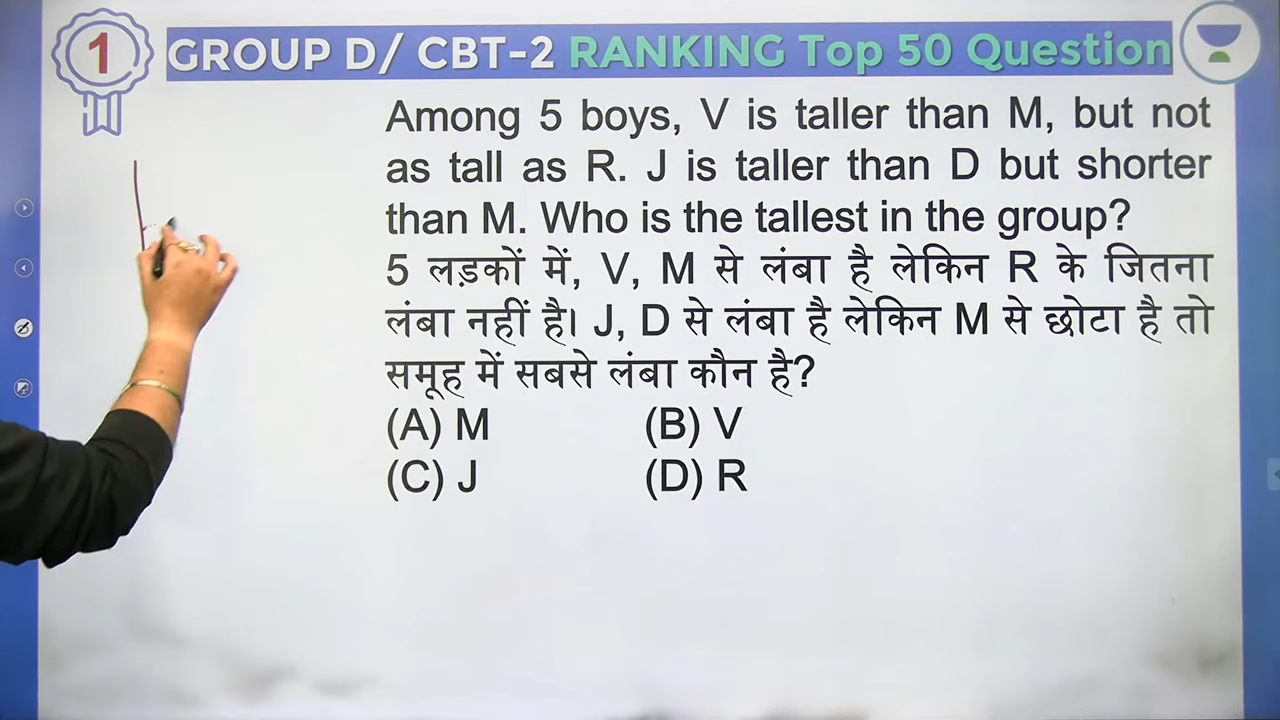 1
GROUP D/ CBT-2 RANKING Top 50 Question
Among 5 boys, V is taller than M, but not
as tall as R. J is taller than D but shorter
than M. Who is the tallest in the group?
5 लड़कों में, V, M से लंबा है लेकिन R के जितना
लंबा नहीं है। J, D से लंबा है लेकिन M से छोटा है तो
समूह में सबसे लंबा कौन है?
(A) M (B) V
(C) J (D) R